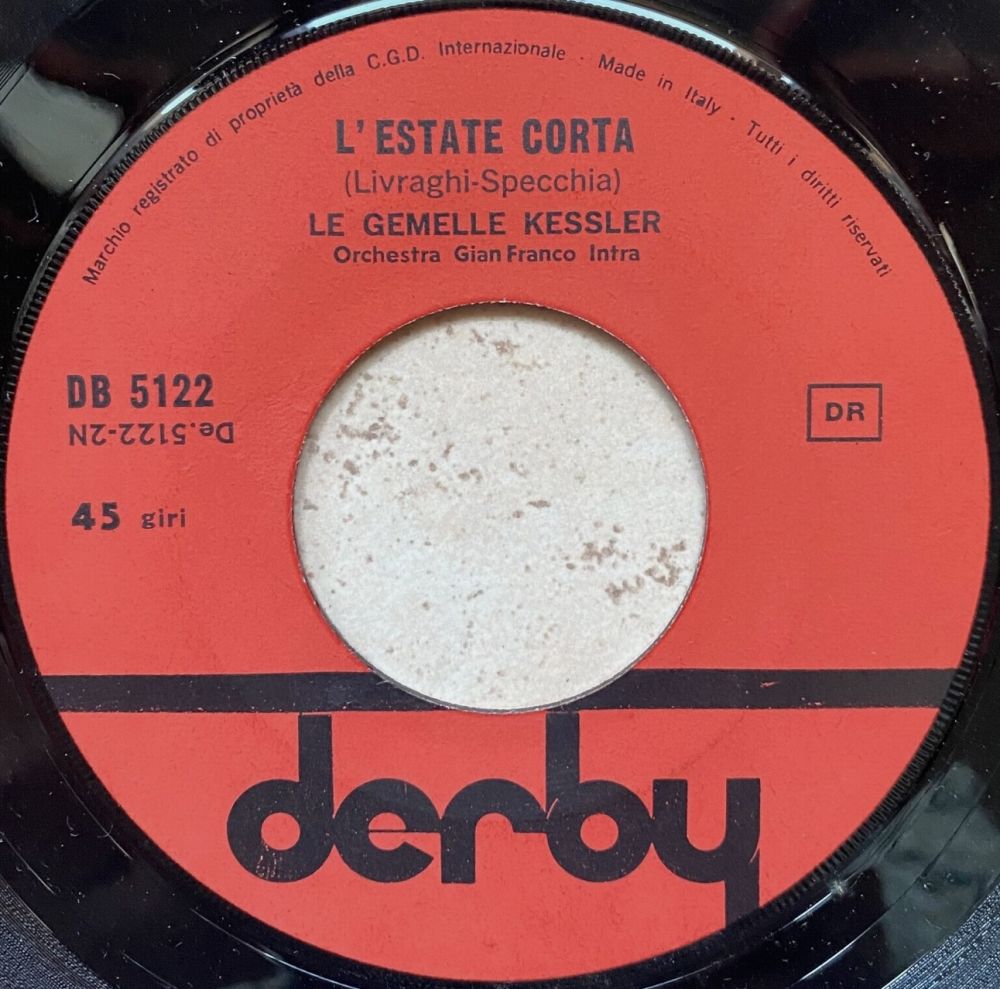 Marchio registrato di proprietà della C.G.D. Internazionale · Made in Italy · Tutti i diritti riservati
L'ESTATE CORTA
(Livraghi-Specchia)
LE GEMELLE KESSLER
Orchestra Gian Franco Intra
DB 5122
De.5122-2N
DR
45 giri
derby